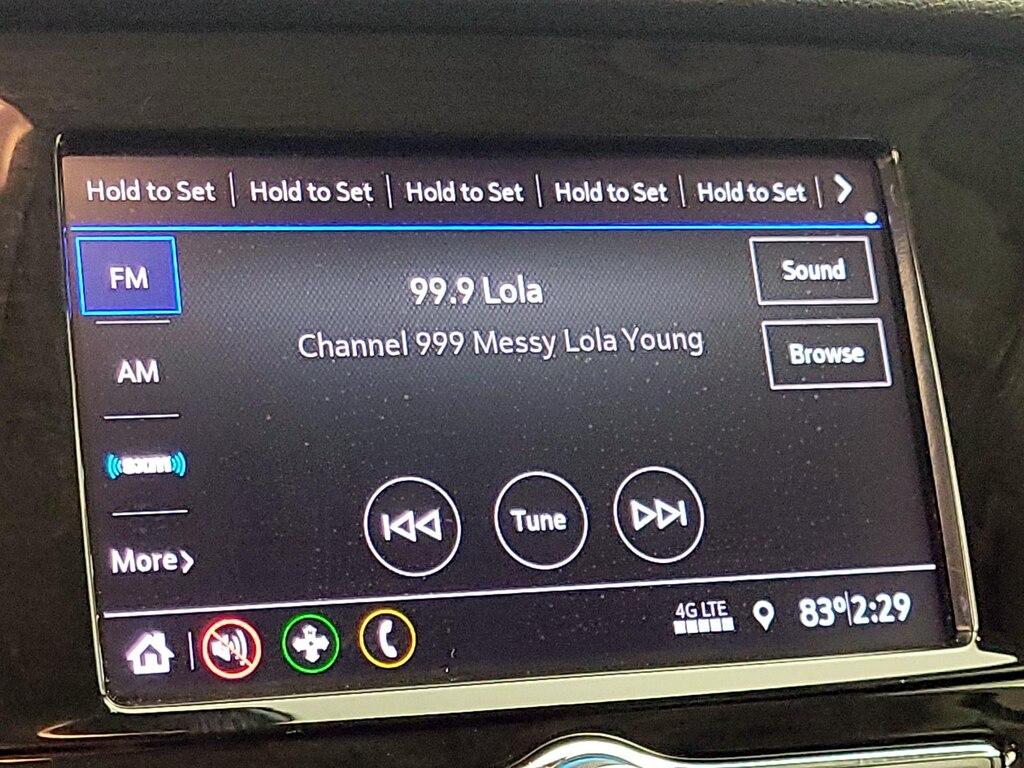 Hold to Set | Hold to Set | Hold to Set | Hold to Set | Hold to Set
FM
99.9 Lola
Sound
Channel 999 Messy Lola Young
Browse
AM
Tune
More
4G LTE
83° 2:29